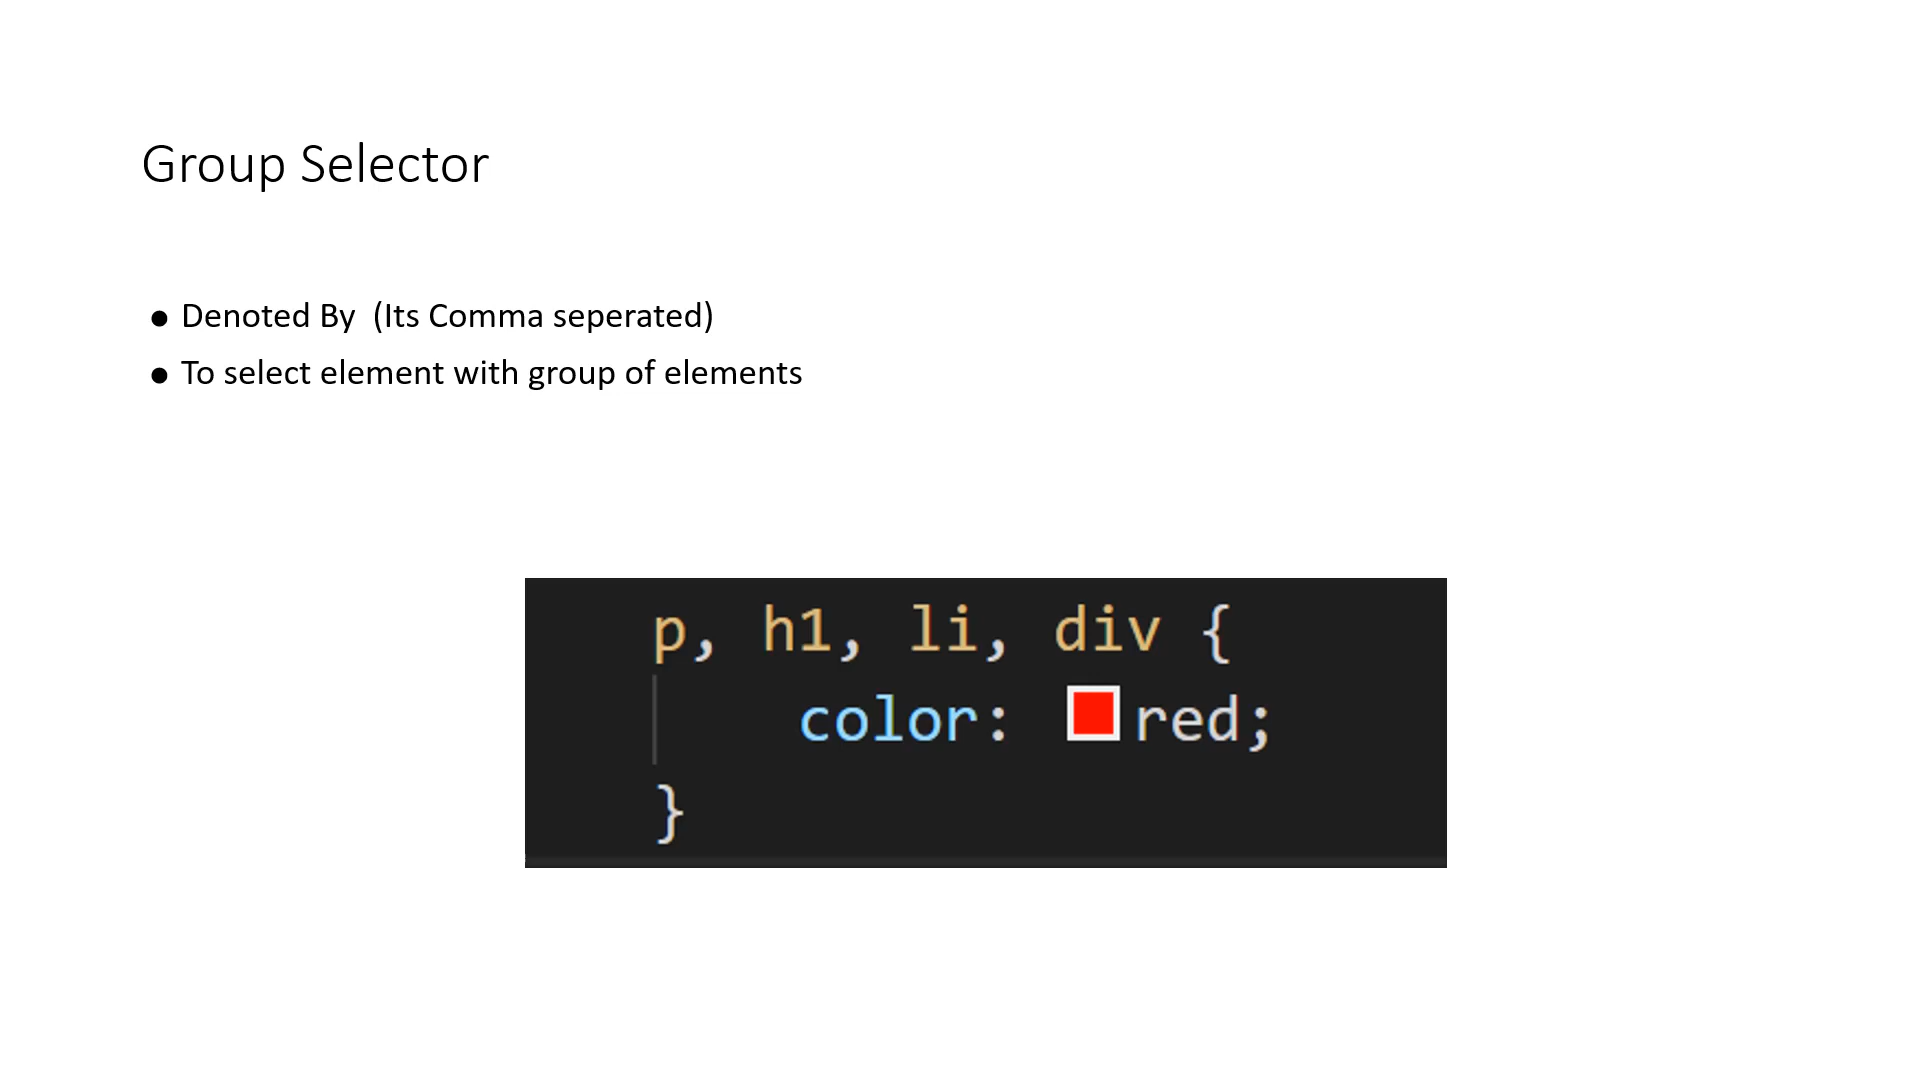 Group Selector
● Denoted By  (Its Comma seperated)
● To select element with group of elements
p, h1, li, div {
color: red;
}